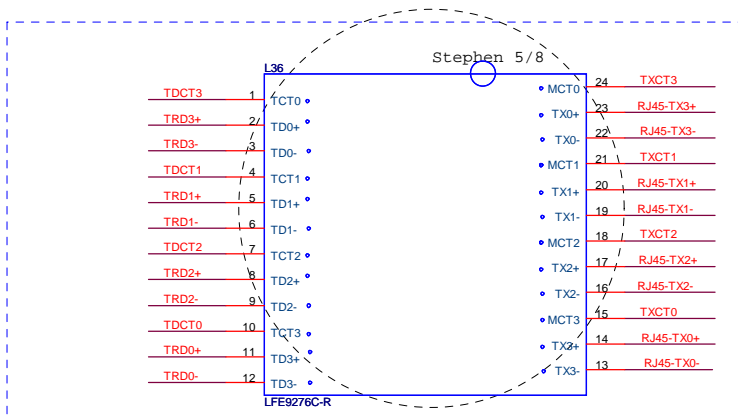 Stephen 5/8
L36
TDCT3 1 TCT0 MCT0 24 TXCT3
TRD3+ 2 TD0+ TX0+ 23 RJ45-TX3+
TRD3- 3 TD0- TX0- 22 RJ45-TX3-
TDCT1 4 TCT1 MCT1 21 TXCT1
TRD1+ 5 TD1+ TX1+ 20 RJ45-TX1+
TRD1- 6 TD1- TX1- 19 RJ45-TX1-
TDCT2 7 TCT2 MCT2 18 TXCT2
TRD2+ 8 TD2+ TX2+ 17 RJ45-TX2+
TRD2- 9 TD2- TX2- 16 RJ45-TX2-
TDCT0 10 TCT3 MCT3 15 TXCT0
TRD0+ 11 TD3+ TX3+ 14 RJ45-TX0+
TRD0- 12 TD3- TX3- 13 RJ45-TX0-
LFE9276C-R